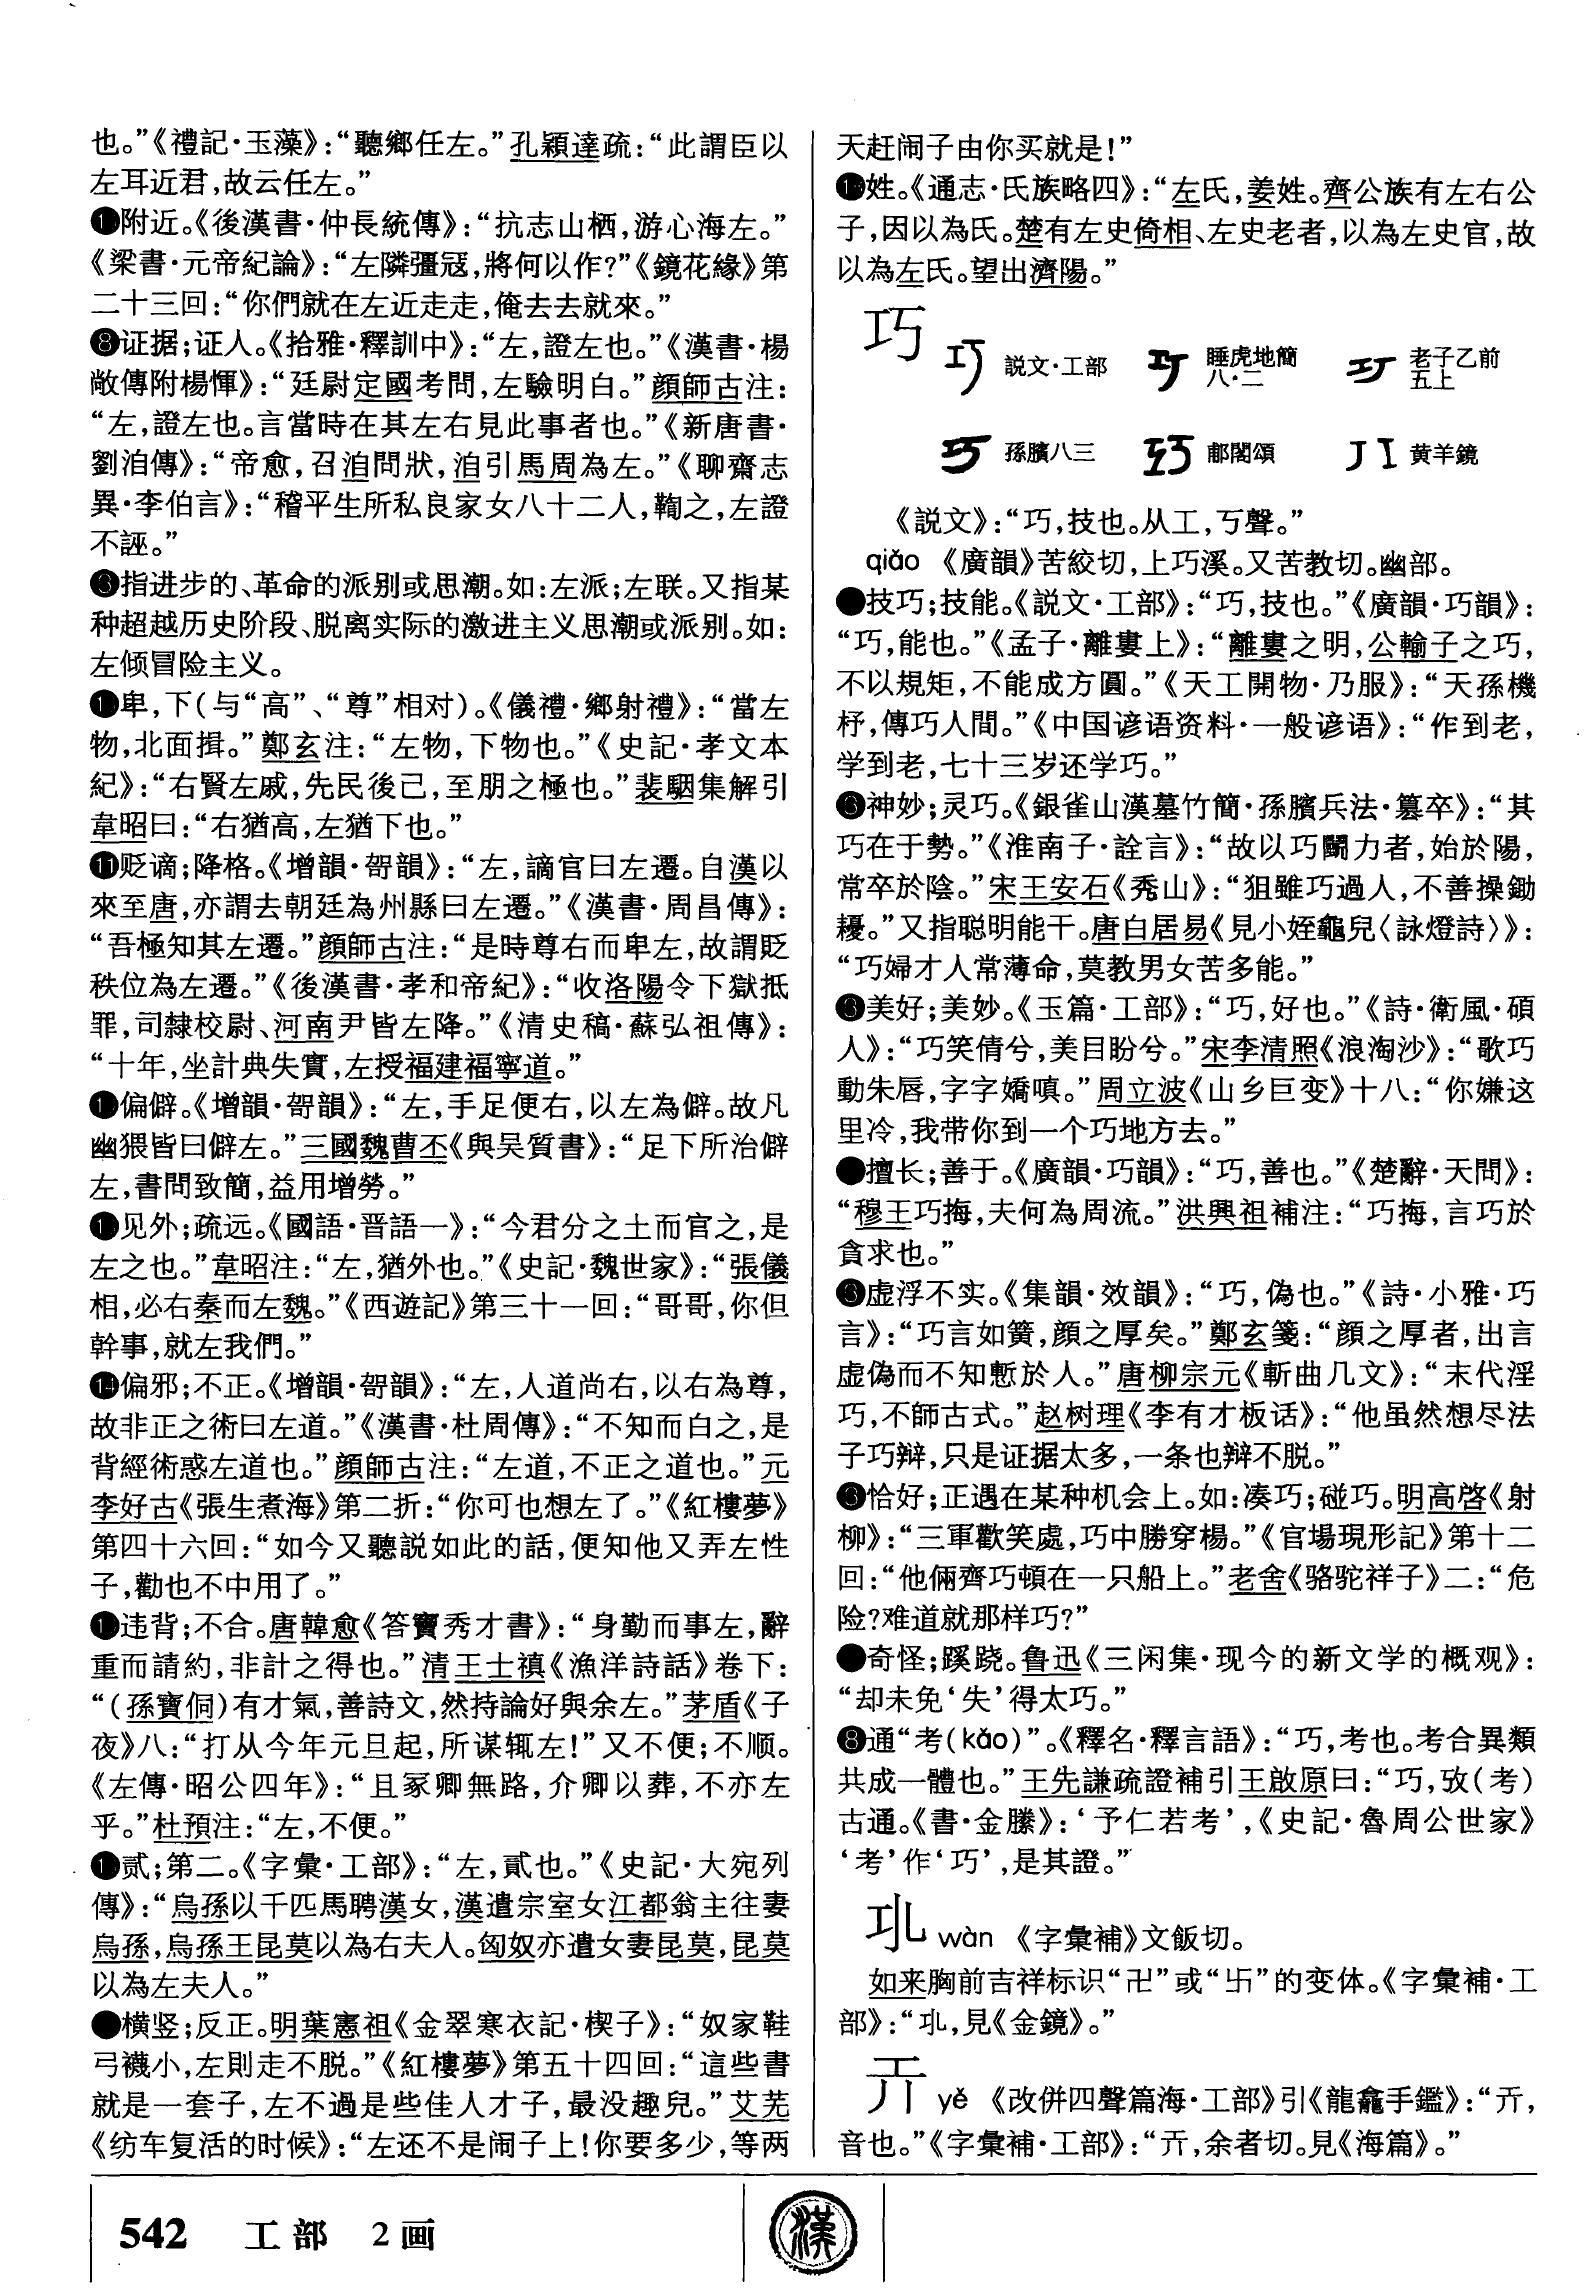 也。”《禮記·玉藻》：“聽鄉任左。”孔穎達疏：“此謂臣以
左耳近君，故云任左。”
附近。《後漢書·仲長統傳》：“抗志山栖，游心海左。”
《梁書·元帝紀論》：“左隣彊寇，將何以作?”《鏡花緣》第
二十三回：“你們就在左近走走，俺去去就來。”
❽证据；证人。《拾雅·釋訓中》：“左，證左也。”《漢書·楊
敞傳附楊惲》：“廷尉定國考問，左驗明白。”顔師古注：
“左，證左也。言當時在其左右見此事者也。”《新唐書·
劉洎傳》：“帝愈，召洎問狀，洎引馬周為左。”《聊齋志
異·李伯言》：“稽平生所私良家女八十二人，鞫之，左證
不誣。”
指进步的、革命的派别或思潮。如：左派；左联。又指某
种超越历史阶段、脱离实际的激进主义思潮或派别。如：
左倾冒险主义。
卑，下(与“高”、“尊”相对)。《儀禮·鄉射禮》：“當左
物，北面揖。”鄭玄注：“左物，下物也。”《史記·孝文本
紀》：“右賢左戚，先民後己，至朋之極也。”裴駰集解引
韋昭曰：“右猶高，左猶下也。”
⓫贬谪；降格。《增韻·哿韻》：“左，謫官曰左遷。自漢以
來至唐，亦謂去朝廷為州縣曰左遷。”《漢書·周昌傳》：
“吾極知其左遷。”顔師古注：“是時尊右而卑左，故謂貶
秩位為左遷。”《後漢書·孝和帝紀》：“收洛陽令下獄抵
罪，司隸校尉、河南尹皆左降。”《清史稿·蘇弘祖傳》：
“十年，坐計典失實，左授福建福寧道。”
偏僻。《增韻·哿韻》：“左，手足便右，以左為僻。故凡
幽猥皆曰僻左。”三國魏曹丕《與吴質書》：“足下所治僻
左，書問致簡，益用增勞。”
见外；疏远。《國語·晋語一》：“今君分之土而官之，是
左之也。”韋昭注：“左，猶外也。”《史記·魏世家》：“張儀
相，必右秦而左魏。”《西遊記》第三十一回：“哥哥，你但
幹事，就左我們。”
⓮偏邪；不正。《增韻·哿韻》：“左，人道尚右，以右為尊，
故非正之術曰左道。”《漢書·杜周傳》：“不知而白之，是
背經術惑左道也。”顔師古注：“左道，不正之道也。”元
李好古《張生煮海》第二折：“你可也想左了。”《紅樓夢》
第四十六回：“如今又聽説如此的話，便知他又弄左性
子，勸也不中用了。”
违背；不合。唐韓愈《答竇秀才書》：“身勤而事左，辭
重而請約，非計之得也。”清王士禛《漁洋詩話》卷下：
“(孫寶侗)有才氣，善詩文，然持論好與余左。”茅盾《子
夜》八：“打从今年元旦起，所谋辄左!”又不便；不顺。
《左傳·昭公四年》：“且冢卿無路，介卿以葬，不亦左
乎。”杜預注：“左，不便。”
贰；第二。《字彙·工部》：“左，貳也。”《史記·大宛列
傳》：“烏孫以千匹馬聘漢女，漢遣宗室女江都翁主往妻
烏孫，烏孫王昆莫以為右夫人。匈奴亦遣女妻昆莫，昆莫
以為左夫人。”
横竖；反正。明葉憲祖《金翠寒衣記·楔子》：“奴家鞋
弓襪小，左則走不脱。”《紅樓夢》第五十四回：“這些書
就是一套子，左不過是些佳人才子，最没趣兒。”艾芜
《纺车复活的时候》：“左还不是闹子上!你要多少，等两
天赶闹子由你买就是!”
姓。《通志·氏族略四》：“左氏，姜姓。齊公族有左右公
子，因以為氏。楚有左史倚相、左史老者，以為左史官，故
以為左氏。望出濟陽。”
巧
説文·工部
睡虎地簡
八·二
老子乙前
五上
孫臏八三
郙閣頌
黄羊鏡
《説文》：“巧，技也。从工，丂聲。”
qiǎo 《廣韻》苦絞切，上巧溪。又苦教切。幽部。
技巧；技能。《説文·工部》：“巧，技也。”《廣韻·巧韻》：
“巧，能也。”《孟子·離婁上》：“離婁之明，公輸子之巧，
不以規矩，不能成方圓。”《天工開物·乃服》：“天孫機
杼，傳巧人間。”《中国谚语资料·一般谚语》：“作到老，
学到老，七十三岁还学巧。”
神妙；灵巧。《銀雀山漢墓竹簡·孫臏兵法·篡卒》：“其
巧在于勢。”《淮南子·詮言》：“故以巧鬭力者，始於陽，
常卒於陰。”宋王安石《秃山》：“狙雖巧過人，不善操鋤
耰。”又指聪明能干。唐白居易《見小姪龜兒〈詠燈詩〉》：
“巧婦才人常薄命，莫教男女苦多能。”
❸美好；美妙。《玉篇·工部》：“巧，好也。”《詩·衛風·碩
人》：“巧笑倩兮，美目盼兮。”宋李清照《浪淘沙》：“歌巧
動朱唇，字字嬌嗔。”周立波《山乡巨变》十八：“你嫌这
里冷，我带你到一个巧地方去。”
擅长；善于。《廣韻·巧韻》：“巧，善也。”《楚辭·天問》：
“穆王巧挴，夫何為周流。”洪興祖補注：“巧挴，言巧於
貪求也。”
虚浮不实。《集韻·效韻》：“巧，偽也。”《詩·小雅·巧
言》：“巧言如簧，顔之厚矣。”鄭玄箋：“顔之厚者，出言
虚偽而不知慙於人。”唐柳宗元《斬曲几文》：“末代淫
巧，不師古式。”赵树理《李有才板话》：“他虽然想尽法
子巧辩，只是证据太多，一条也辩不脱。”
恰好；正遇在某种机会上。如：凑巧；碰巧。明高啓《射
柳》：“三軍歡笑處，巧中勝穿楊。”《官場現形記》第十二
回：“他倆齊巧頓在一只船上。”老舍《骆驼祥子》二：“危
险?难道就那样巧?”
奇怪；蹊跷。鲁迅《三闲集·现今的新文学的概观》：
“却未免‘失’得太巧。”
❽通“考(kǎo)”。《釋名·釋言語》：“巧，考也。考合異類
共成一體也。”王先謙疏證補引王啟原曰：“巧，攷(考)
古通。《書·金縢》：‘予仁若考’，《史記·魯周公世家》
‘考’作‘巧’，是其證。”
㔫 wàn 《字彙補》文飯切。
如来胸前吉祥标识“卍”或“卐”的变体。《字彙補·工
部》：“㔫，見《金鏡》。”
yě 《改併四聲篇海·工部》引《龍龕手鑑》：“
音也。”《字彙補·工部》：“，余者切。見《海篇》。”
542 工部 2画
漢